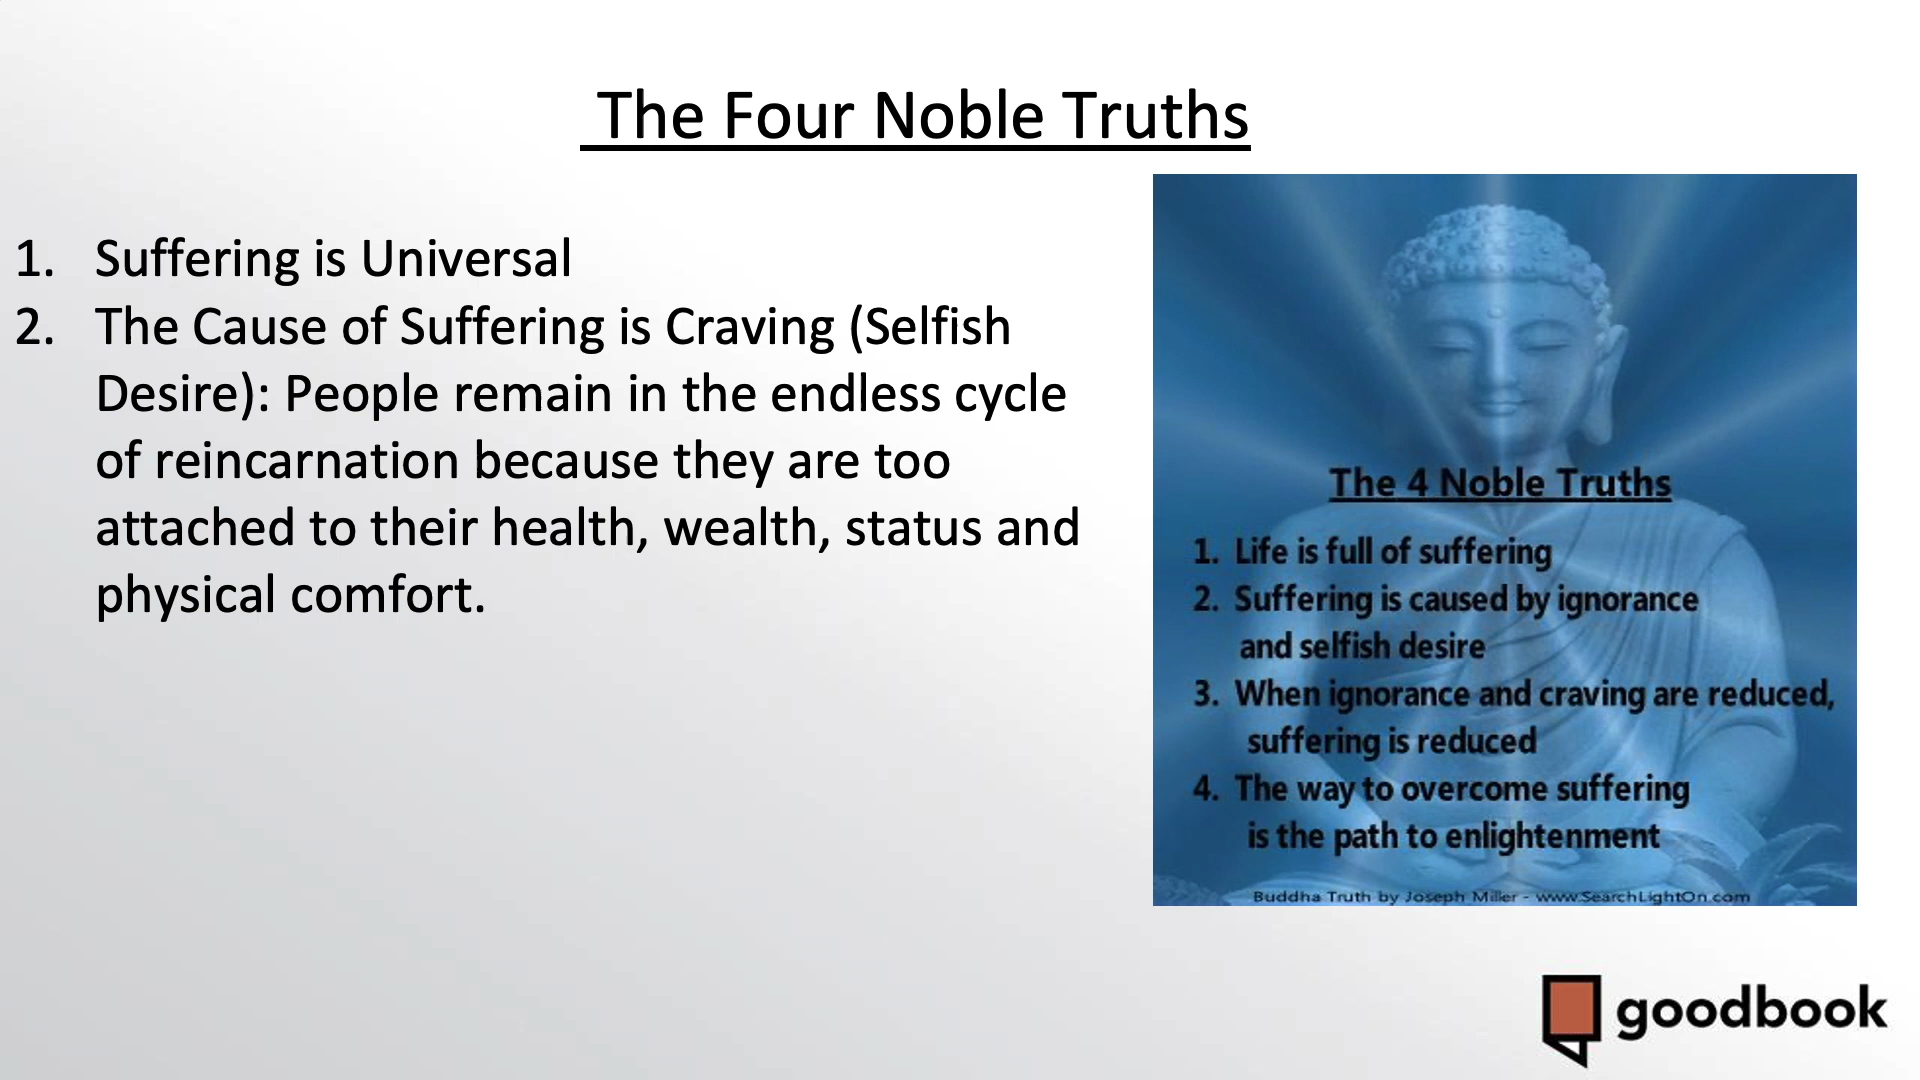 The Four Noble Truths
1. Suffering is Universal
2. The Cause of Suffering is Craving (Selfish
Desire): People remain in the endless cycle
of reincarnation because they are too
attached to their health, wealth, status and
physical comfort.
The 4 Noble Truths
1. Life is full of suffering
2. Suffering is caused by ignorance
and selfish desire
3. When ignorance and craving are reduced,
suffering is reduced
4. The way to overcome suffering
is the path to enlightenment
Buddha Truth by Joseph Miller - www.SearchLightOn.com
goodbook